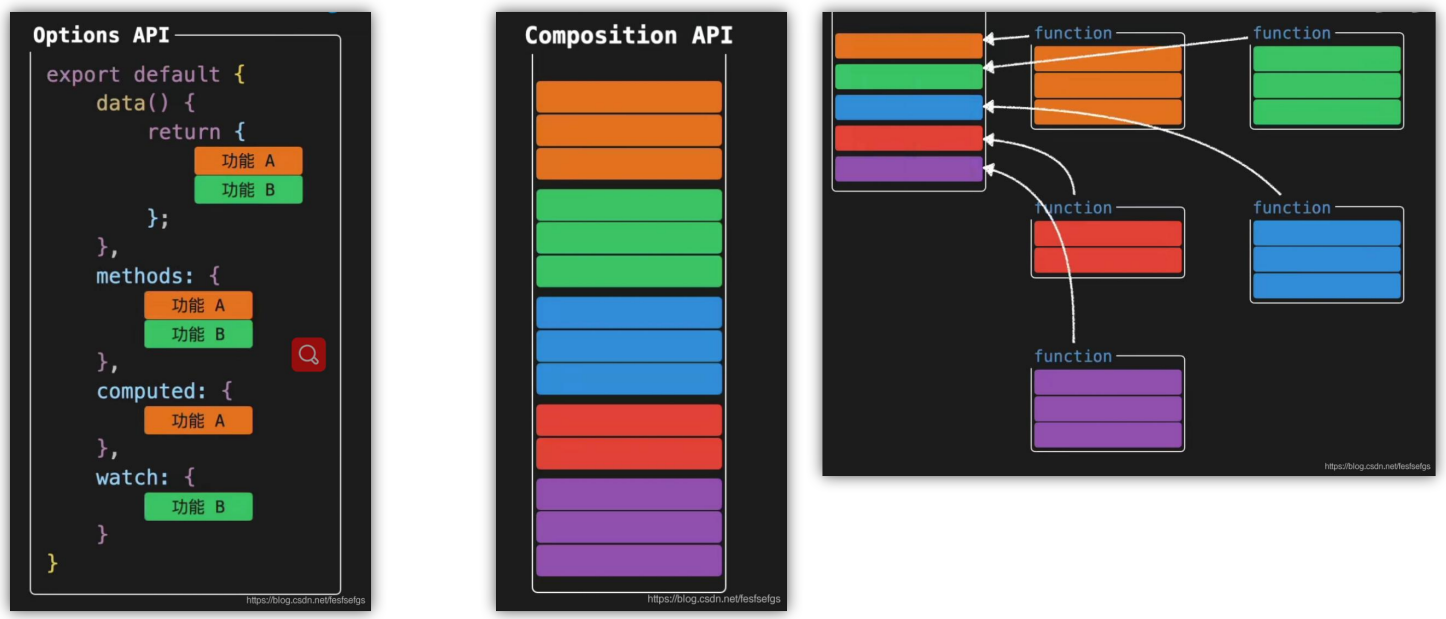 Options API
export default {
data() {
return {
功能 A
功能 B
};
},
methods: {
功能 A
功能 B
},
computed: {
功能 A
},
watch: {
功能 B
}
}
https://blog.csdn.net/fesfsefgs
Composition API
https://blog.csdn.net/fesfsefgs
function
function
function
function
function
https://blog.csdn.net/fesfsefgs